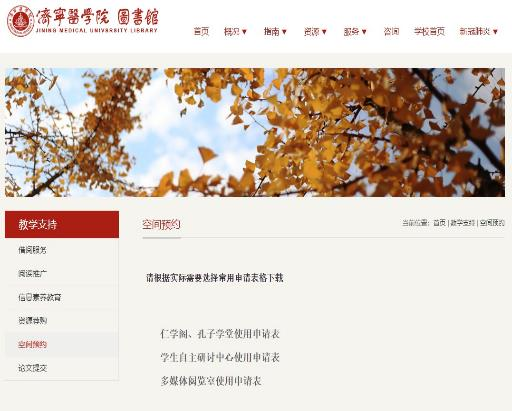 濟寧醫學院 圖書館
JINING MEDICAL UNIVERSITY LIBRARY
首页 概况▼ 指南▼ 资源▼ 服务▼ 咨询 学校首页 新冠肺炎▼
教学支持
空间预约
当前位置: 首页 | 教学支持 | 空间预约
借阅服务
阅读推广
信息素养教育
资源荐购
空间预约
论文提交
请根据实际需要选择常用申请表格下载
仁学阁、孔子学堂使用申请表
学生自主研讨中心使用申请表
多媒体阅览室使用申请表